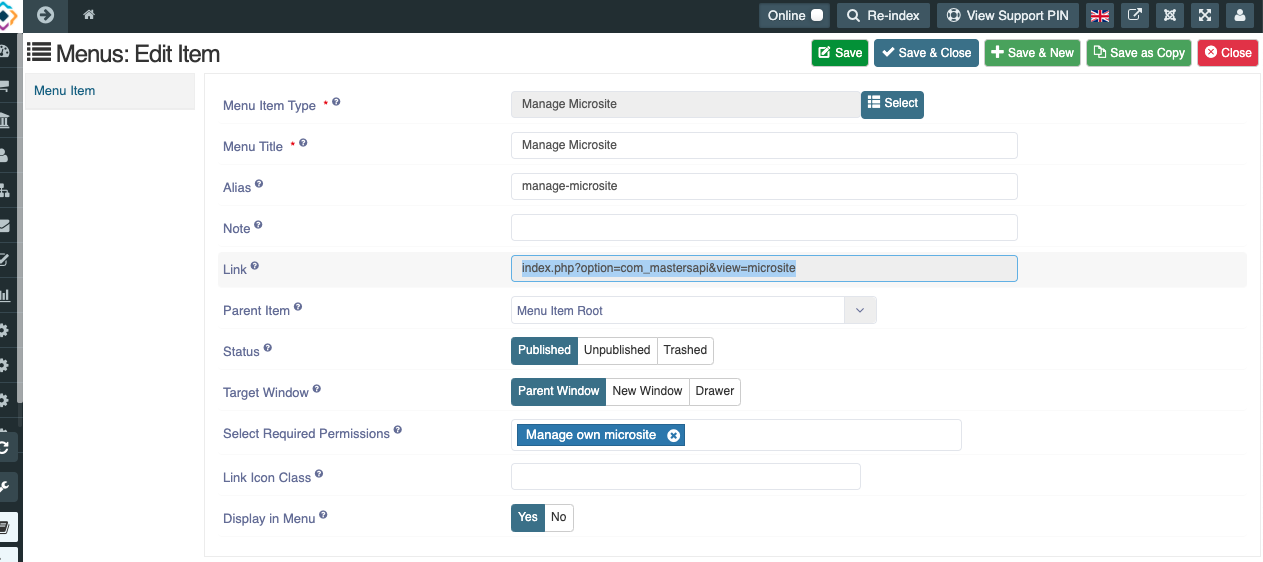 Online Re-index View Support PIN
Menus: Edit Item
Save Save & Close Save & New Save as Copy Close
Menu Item
Menu Item Type * ? Manage Microsite Select
Menu Title * ? Manage Microsite
Alias ? manage-microsite
Note ?
Link ? index.php?option=com_mastersapi&view=microsite
Parent Item ? Menu Item Root
Status ? Published Unpublished Trashed
Target Window ? Parent Window New Window Drawer
Select Required Permissions ? Manage own microsite
Link Icon Class ?
Display in Menu ? Yes No